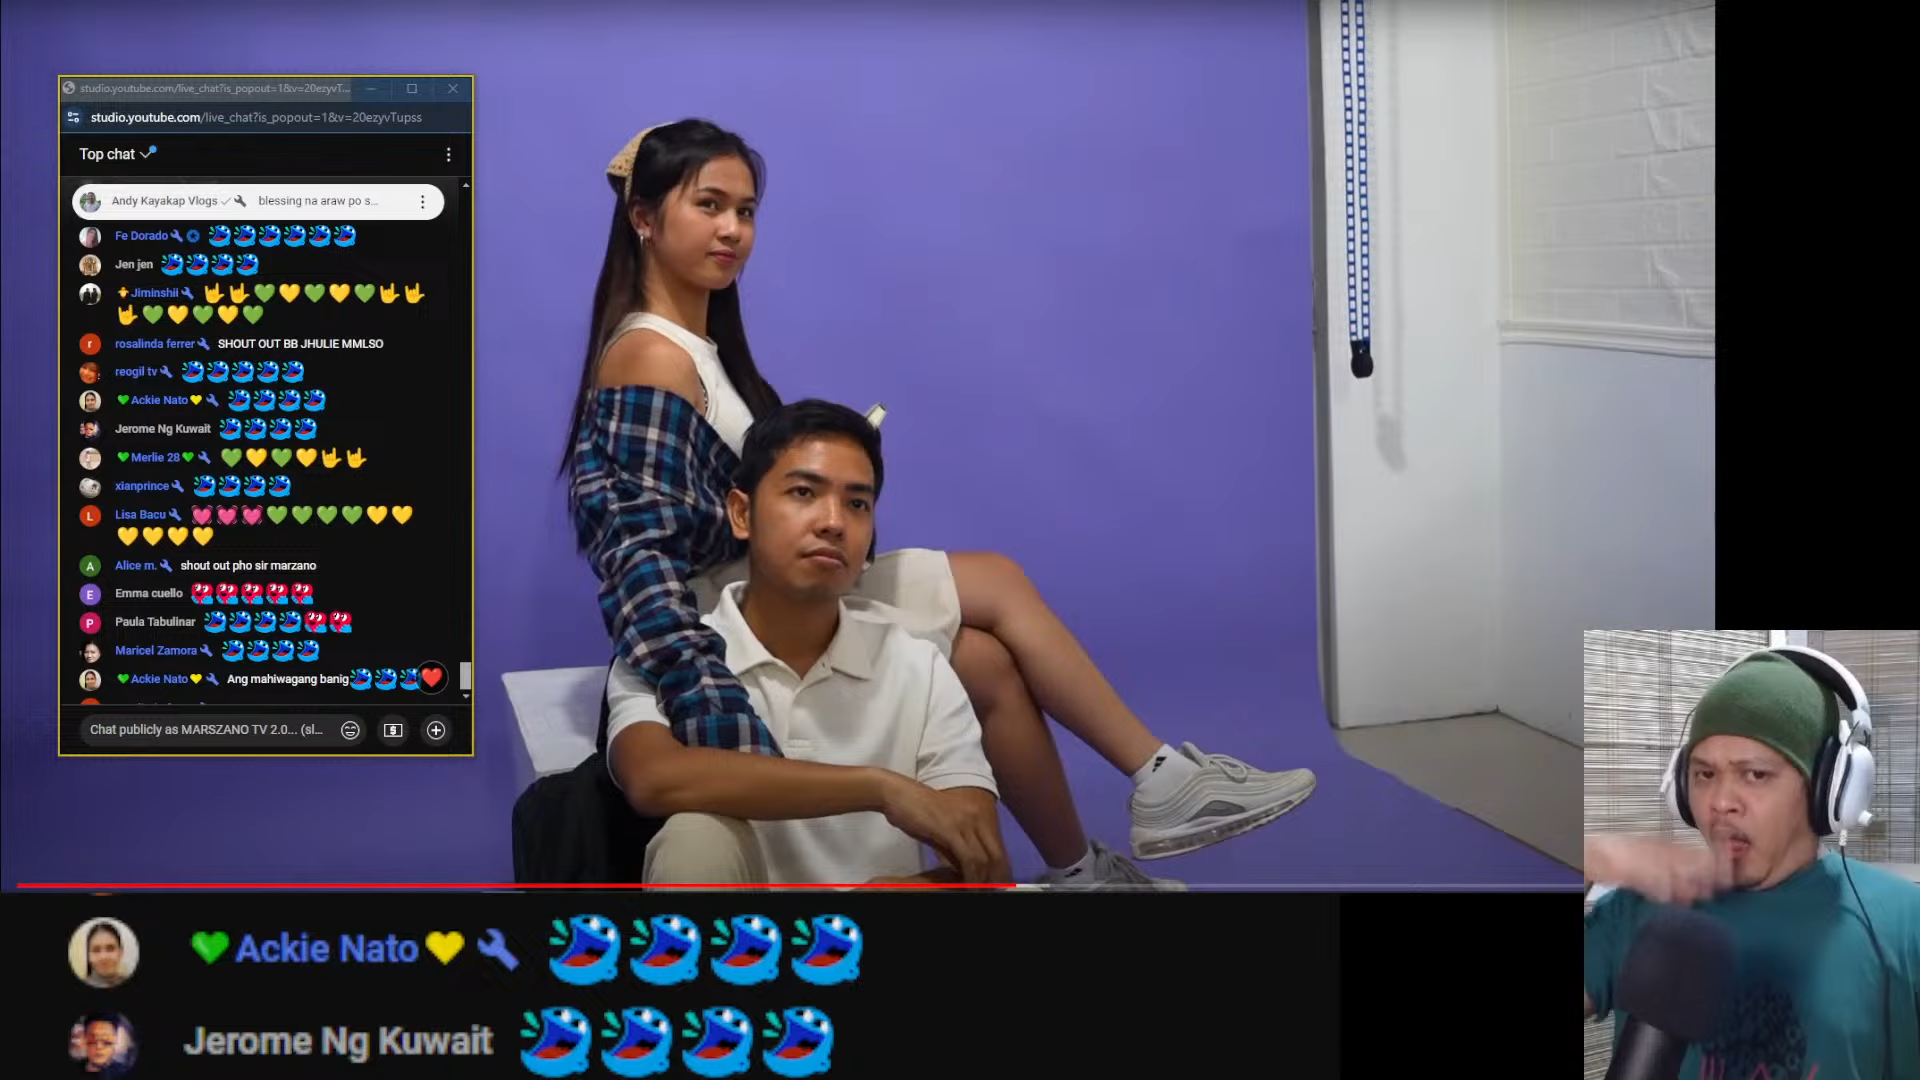 studio.youtube.com/live_chat?is_popout=1&v=20ezyvT...
studio.youtube.com/live_chat?is_popout=1&v=20ezyvTupss
Top chat
Andy Kayakap Vlogs blessing na araw po s...
Fe Dorado
Jen jen
Jiminshii
rosalinda ferrer SHOUT OUT BB JHULIE MMLSO
reogil tv
Ackie Nato
Jerome Ng Kuwait
Merlie 28
xianprince
L Lisa Bacu
A Alice m. shout out pho sir marzano
E Emma cuello
P Paula Tabulinar
Maricel Zamora
Ackie Nato Ang mahiwagang banig
Chat publicly as MARSZANO TV 2.0... (sl...
Ackie Nato
Jerome Ng Kuwait